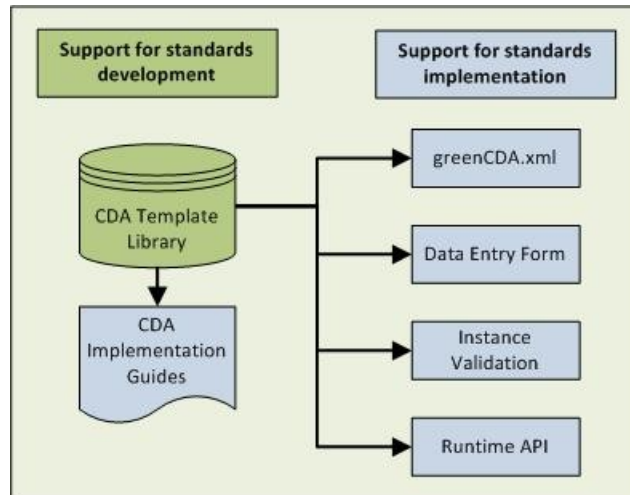 Support for standards
development
Support for standards
implementation
CDA Template
Library
CDA
Implementation
Guides
greenCDA.xml
Data Entry Form
Instance
Validation
Runtime API